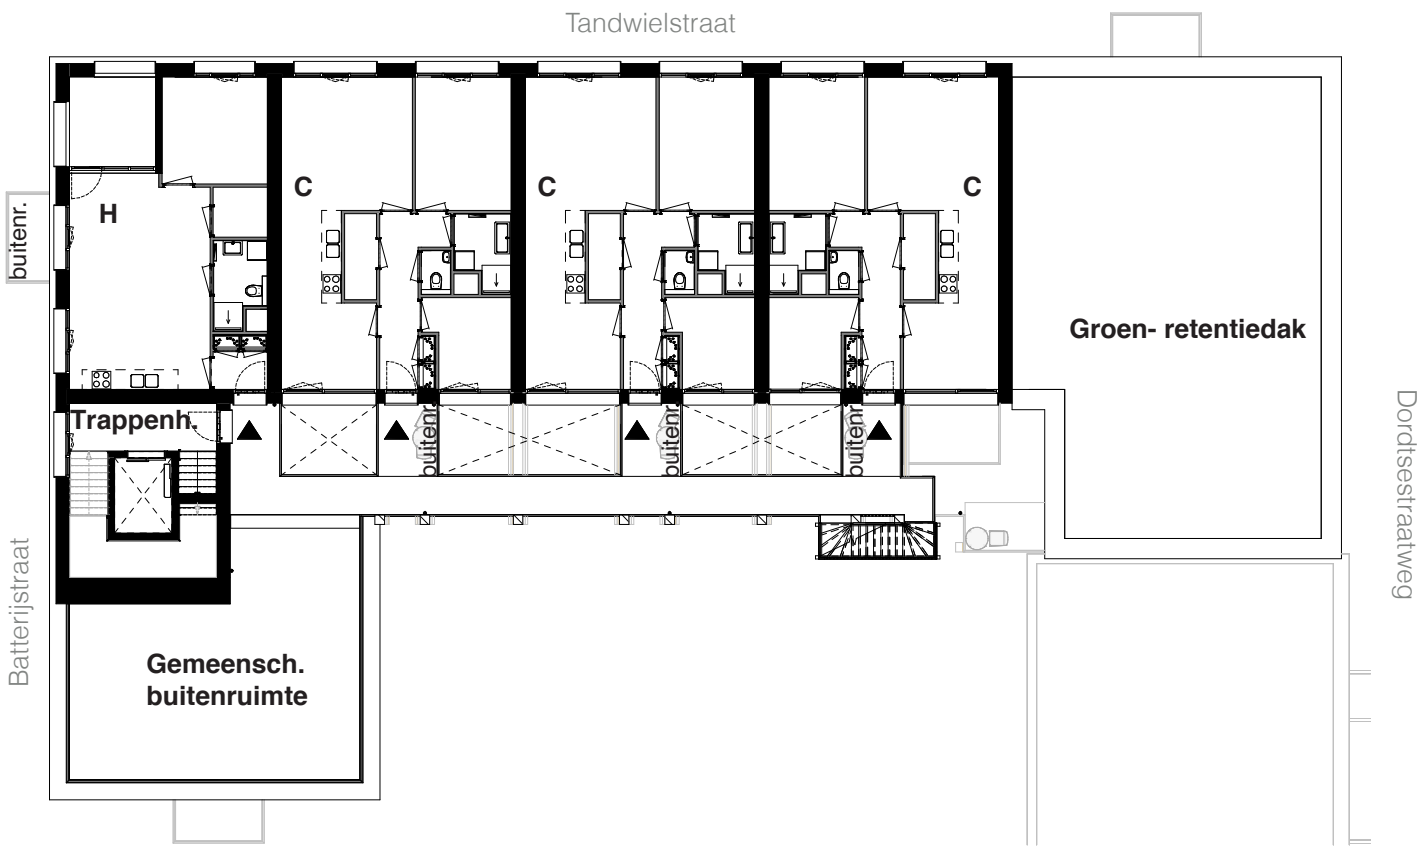 Tandwielstraat
H
C
C
C
buitenr.
Groen- retentiedak
Trappenh.
buitenr.
buitenr.
buitenr.
Dordtsestraatweg
Batterijstraat
Gemeensch.
buitenruimte